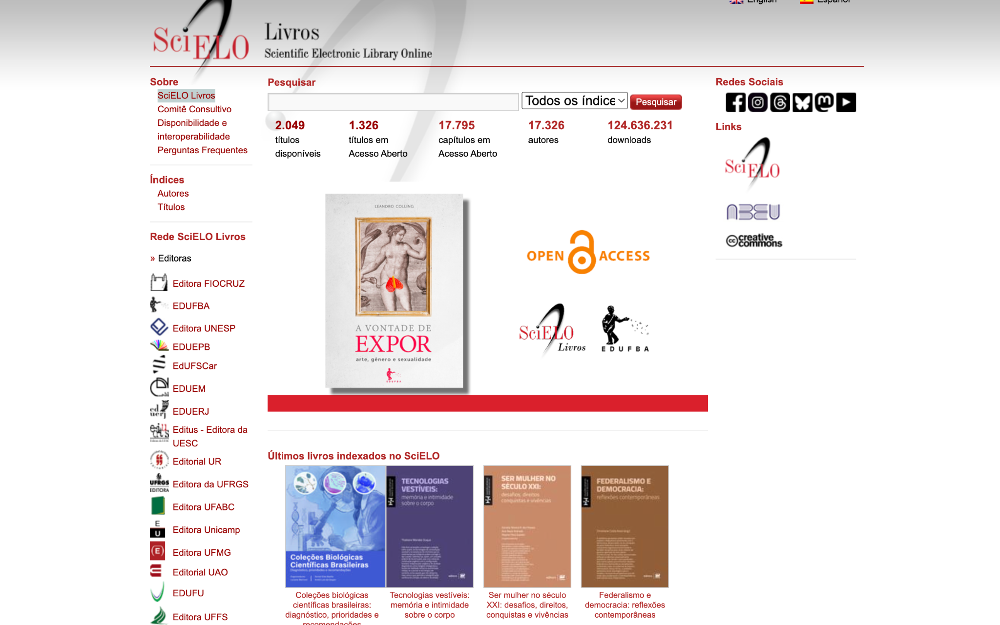 English
Español
SciELO
Livros
Scientific Electronic Library Online
Sobre
SciELO Livros
Comitê Consultivo
Disponibilidade e
interoperabilidade
Perguntas Frequentes
Índices
Autores
Títulos
Rede SciELO Livros
» Editoras
Editora FIOCRUZ
EDUFBA
Editora UNESP
EDUEPB
EdUFSCar
EDUEM
eduerj
EDUERJ
Editus - Editora da
UESC
Editorial UR
UFRGS
EDITORA
Editora da UFRGS
Editora UFABC
E
U
Editora Unicamp
(E)
Editora UFMG
Editorial UAO
EDUFU
Editora UFFS
Pesquisar
Todos os índice
Pesquisar
2.049
títulos
disponíveis
1.326
títulos em
Acesso Aberto
17.795
capítulos em
Acesso Aberto
17.326
autores
124.636.231
downloads
LEANDRO COLLING
A VONTADE DE
EXPOR
arte, gênero e sexualidade
EDUFBA
OPEN ACCESS
SciELO
Livros
EDUFBA
Últimos livros indexados no SciELO
Coleções Biológicas
Científicas Brasileiras
Diagnóstico, prioridades e recomendações
Coleções biológicas
científicas brasileiras:
diagnóstico, prioridades e
recomendações
TECNOLOGIAS
VESTÍVEIS:
memória e intimidade
sobre o corpo
Tecnologias vestíveis:
memória e intimidade
sobre o corpo
SER MULHER NO
SÉCULO XXI:
desafios, direitos
conquistas e vivências
Ser mulher no século
XXI: desafios, direitos,
conquistas e vivências
FEDERALISMO E
DEMOCRACIA:
reflexões contemporâneas
Federalismo e
democracia: reflexões
contemporâneas
Redes Sociais
Links
SciELO
ABEU
cc creative
commons